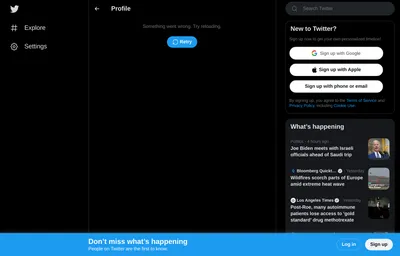 Explore
Settings
Profile
Something went wrong. Try reloading.
Retry
Search Twitter
New to Twitter?
Sign up now to get your own personalized timeline!
Sign up with Google
Sign up with Apple
Sign up with phone or email
By signing up, you agree to the Terms of Service and
Privacy Policy, including Cookie Use.
What's happening
Politics · 4 hours ago
Joe Biden meets with Israeli
officials ahead of Saudi trip
Bloomberg Quickt... · Yesterday
Wildfires scorch parts of Europe
amid extreme heat wave
Los Angeles Times · Yesterday
Post-Roe, many autoimmune
patients lose access to 'gold
standard' drug methotrexate
Don't miss what's happening
People on Twitter are the first to know.
Log in
Sign up